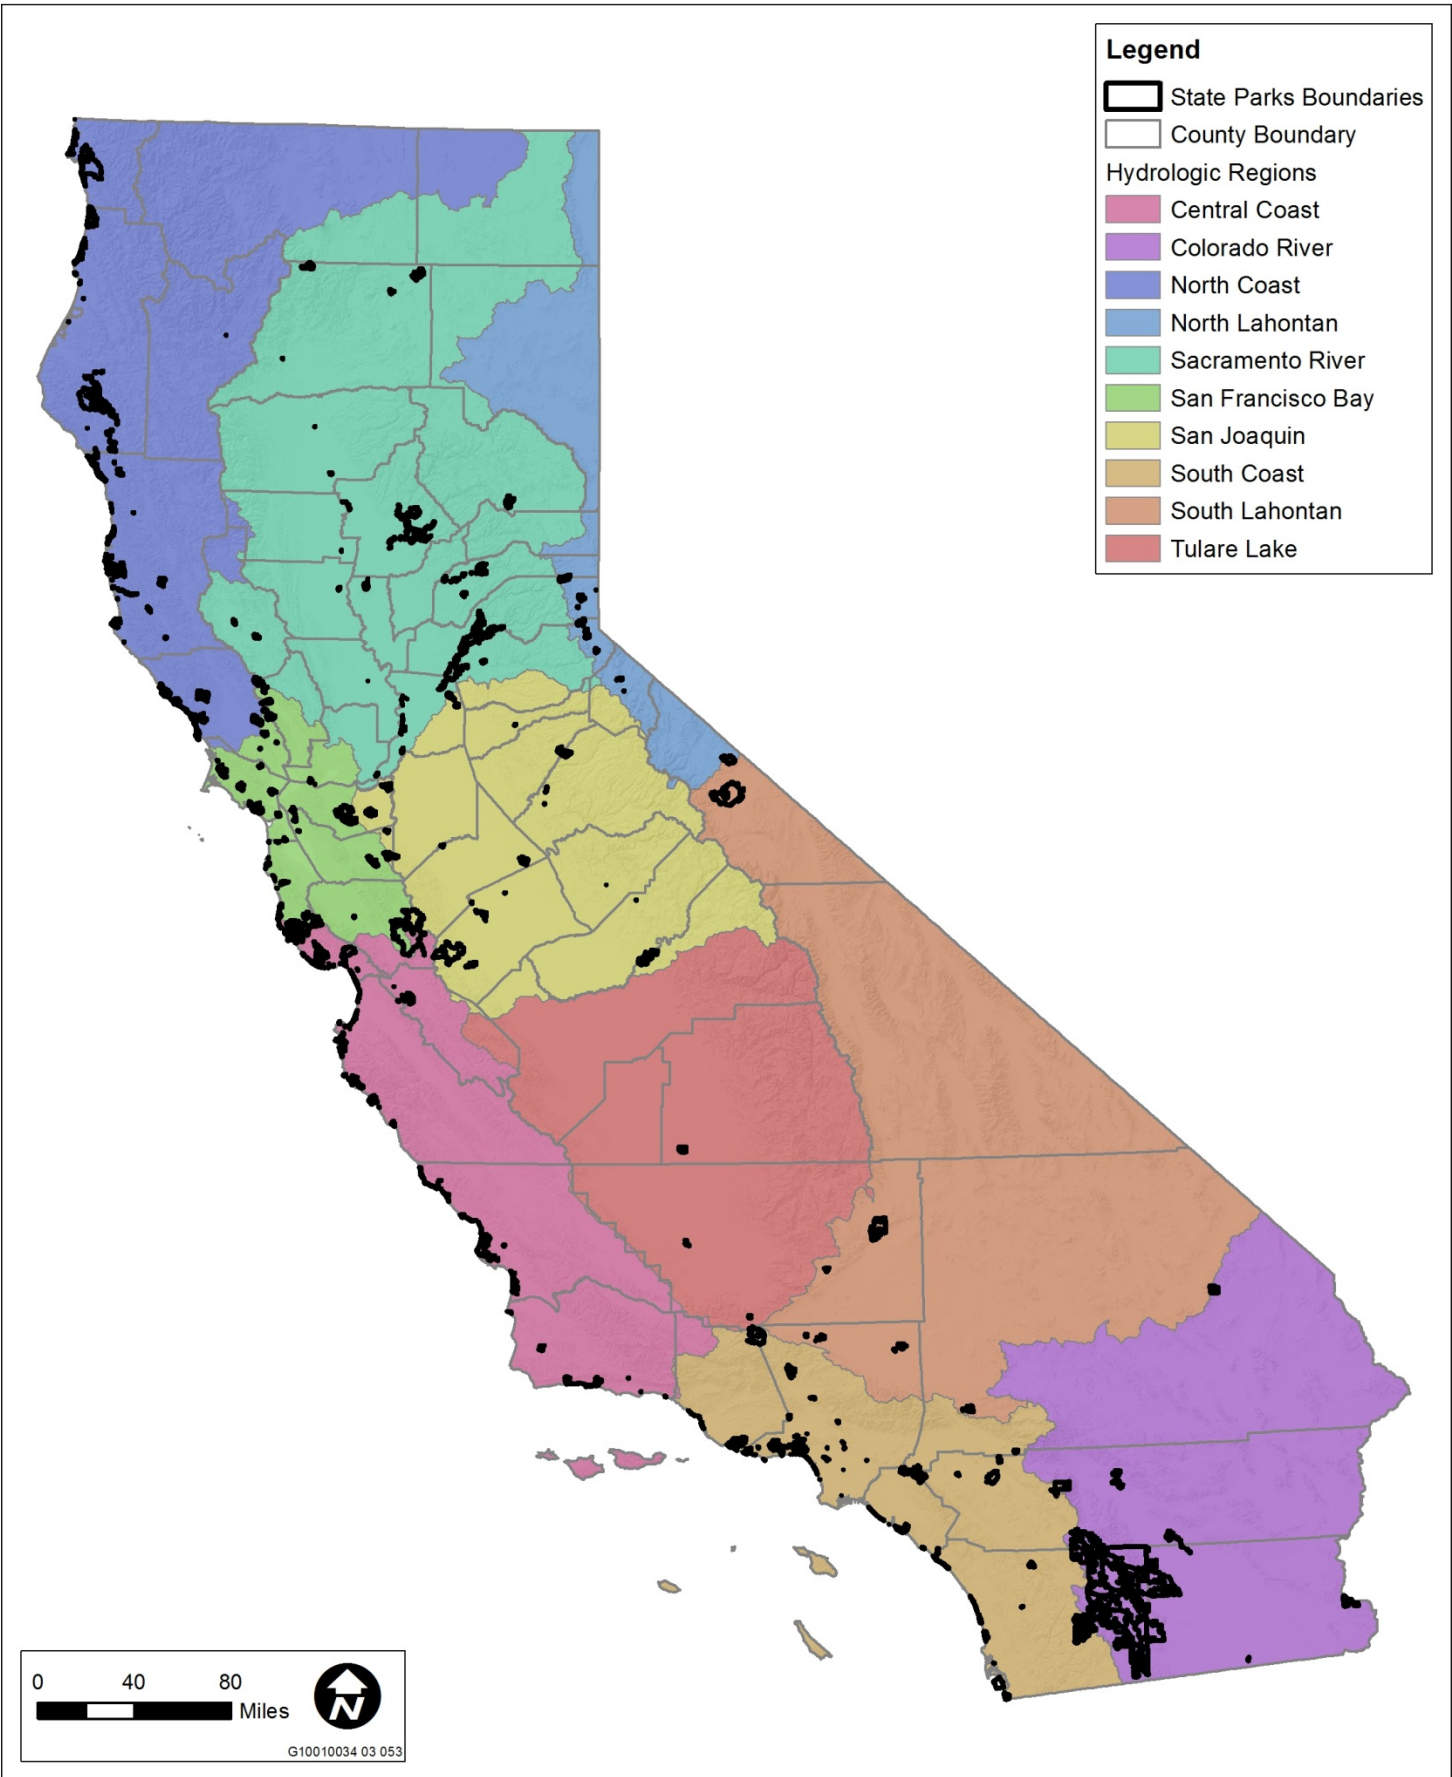 Legend
State Parks Boundaries
County Boundary
Hydrologic Regions
Central Coast
Colorado River
North Coast
North Lahontan
Sacramento River
San Francisco Bay
San Joaquin
South Coast
South Lahontan
Tulare Lake
0 40 80
Miles
N
G10010034 03 053